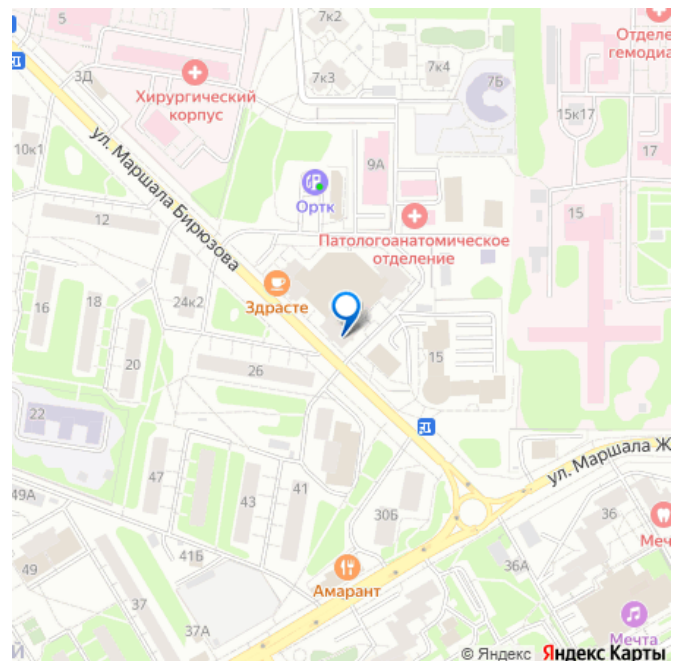 5
7к2
Отделе
гемодиа
3Д
7к3
7к4
7Б
Хирургический
корпус
15к17
10к1
ул. Маршала Бирюзова
9А
17
Ортк
12
15
Патологоанатомическое
отделение
24к2
Здрасте
16
18
20
26
15
22
47
43
41
ул. Маршала Ж
49А
30Б
36
Меч
41Б
49
36А
Амарант
37
37А
Й
Мечта
© Яндекс Яндекс Карты